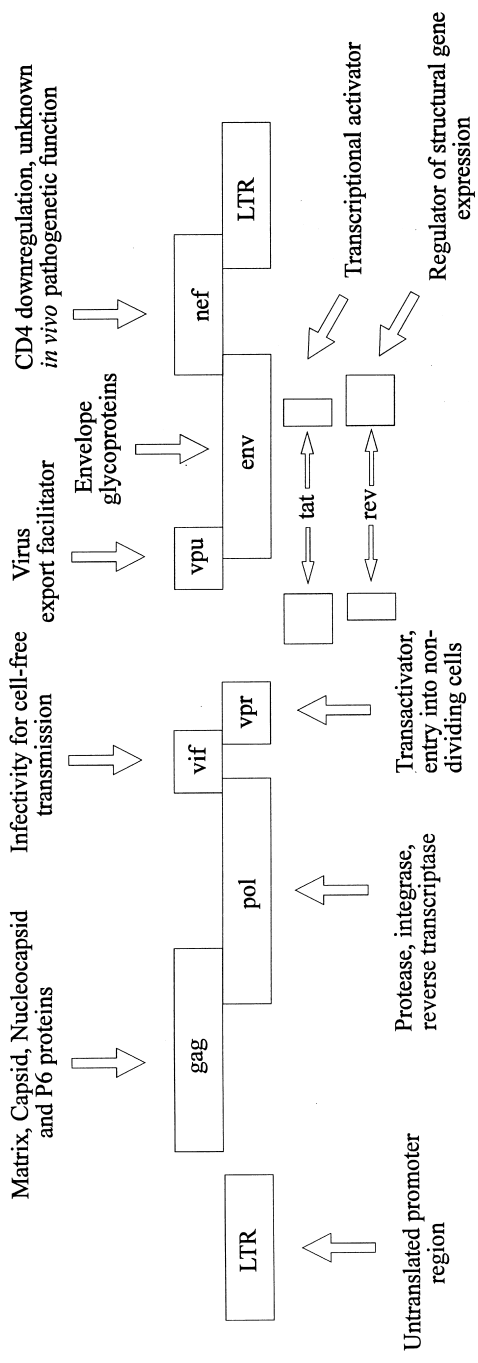 Matrix, Capsid, Nucleocapsid
and P6 proteins
Infectivity for cell-free
transmission
Virus
export facilitator
Envelope
glycoproteins
CD4 downregulation, unknown
in vivo pathogenetic function
gag
vif
vpu
nef
LTR
pol
vpr
env
LTR
tat
rev
Untranslated promoter
region
Protease, integrase,
reverse transcriptase
Transactivator,
entry into non-
dividing cells
Transcriptional activator
Regulator of structural gene
expression